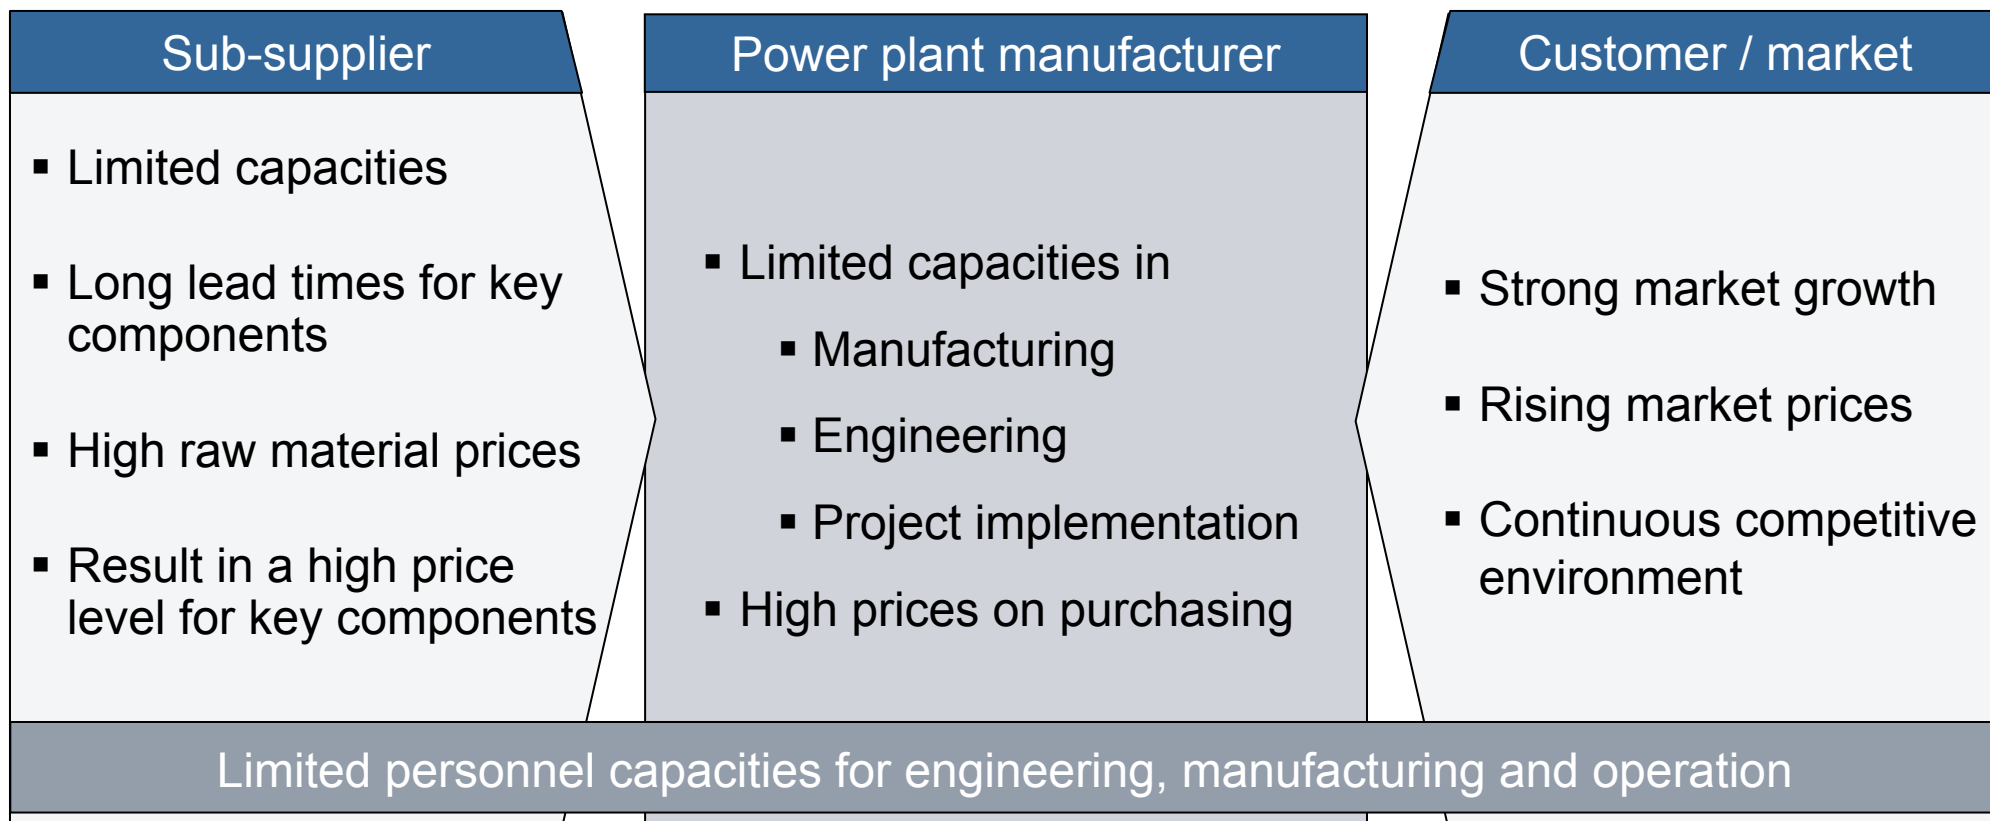 Sub-supplier
▪ Limited capacities
▪ Long lead times for key
components
▪ High raw material prices
▪ Result in a high price
level for key components
Power plant manufacturer
▪ Limited capacities in
▪ Manufacturing
▪ Engineering
▪ Project implementation
▪ High prices on purchasing
Customer / market
▪ Strong market growth
▪ Rising market prices
▪ Continuous competitive
environment
Limited personnel capacities for engineering, manufacturing and operation